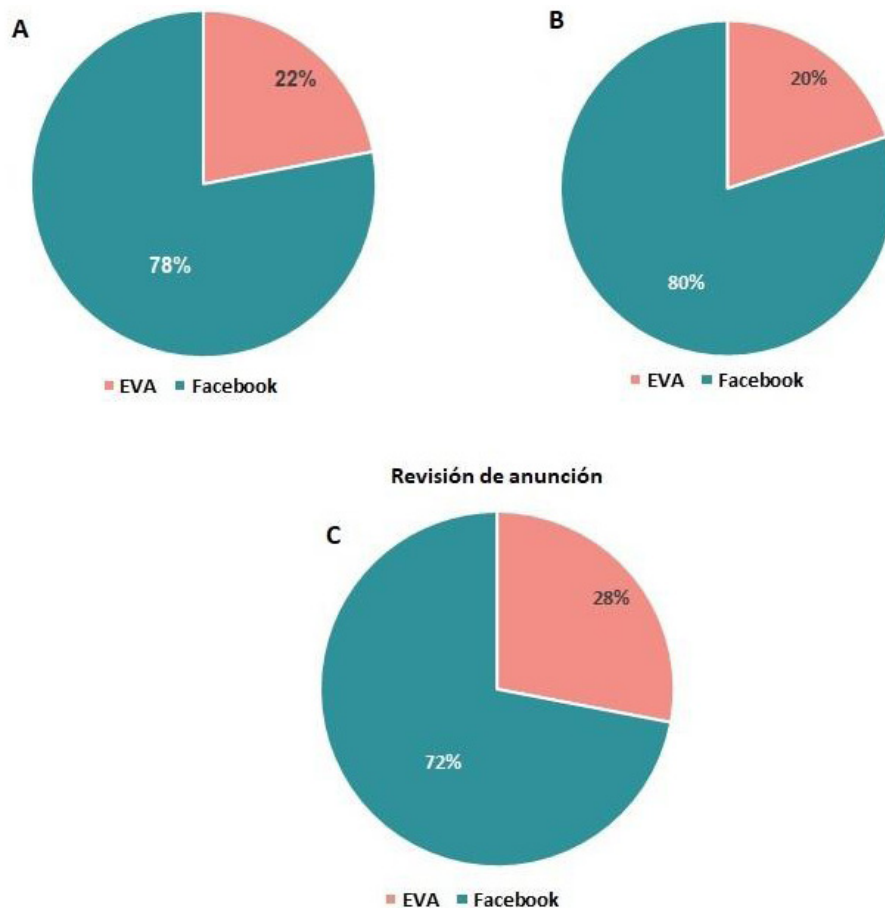 A
22%
78%
EVA Facebook
B
20%
80%
EVA Facebook
Revisión de anunción
C
28%
72%
EVA Facebook